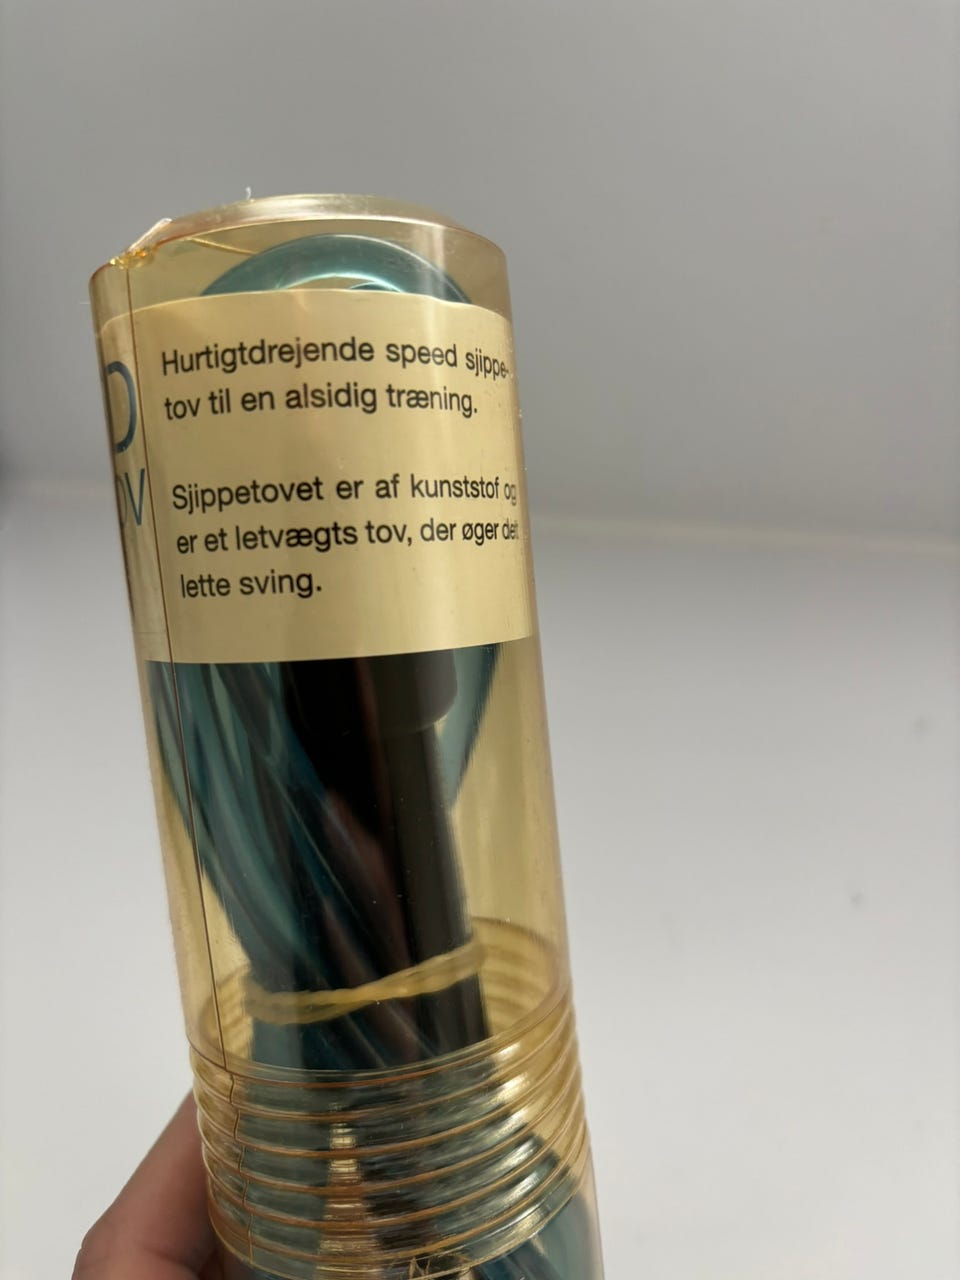 Hurtigtdrejende speed sjippe-
tov til en alsidig træning.
Sjippetovet er af kunststof og
er et letvægts tov, der øger det
lette sving.
D
OV